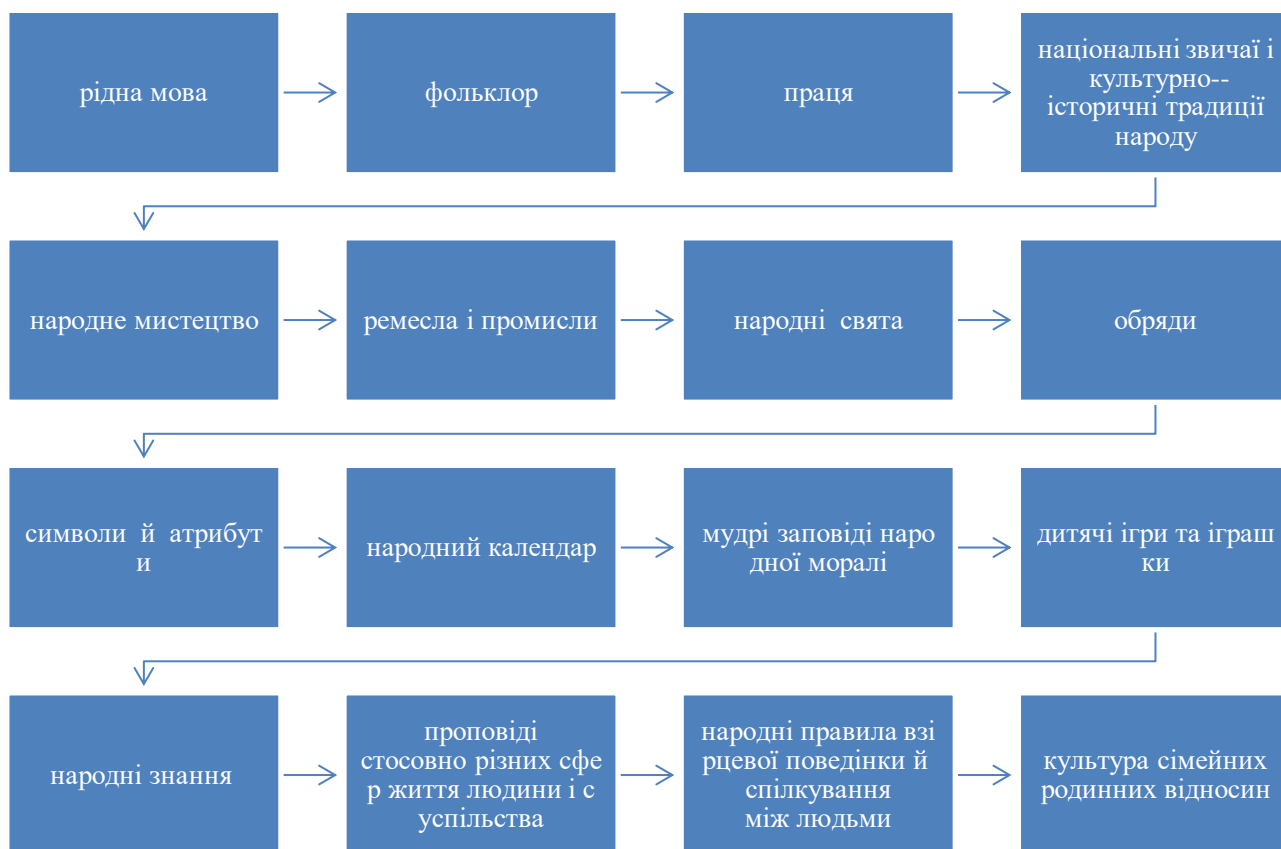 рідна мова
фольклор
праця
національні звичаї і
культурно--
історичні традиції
народу
народне мистецтво
ремесла і промисли
народні свята
обряди
символи й атрибут
и
народний календар
мудрі заповіді наро
дної моралі
дитячі ігри та іграш
ки
народні знання
проповіді
стосовно різних сфе
р життя людини і с
успільства
народні правила взі
рцевої поведінки й
спілкування
між людьми
культура сімейних
родинних відносин